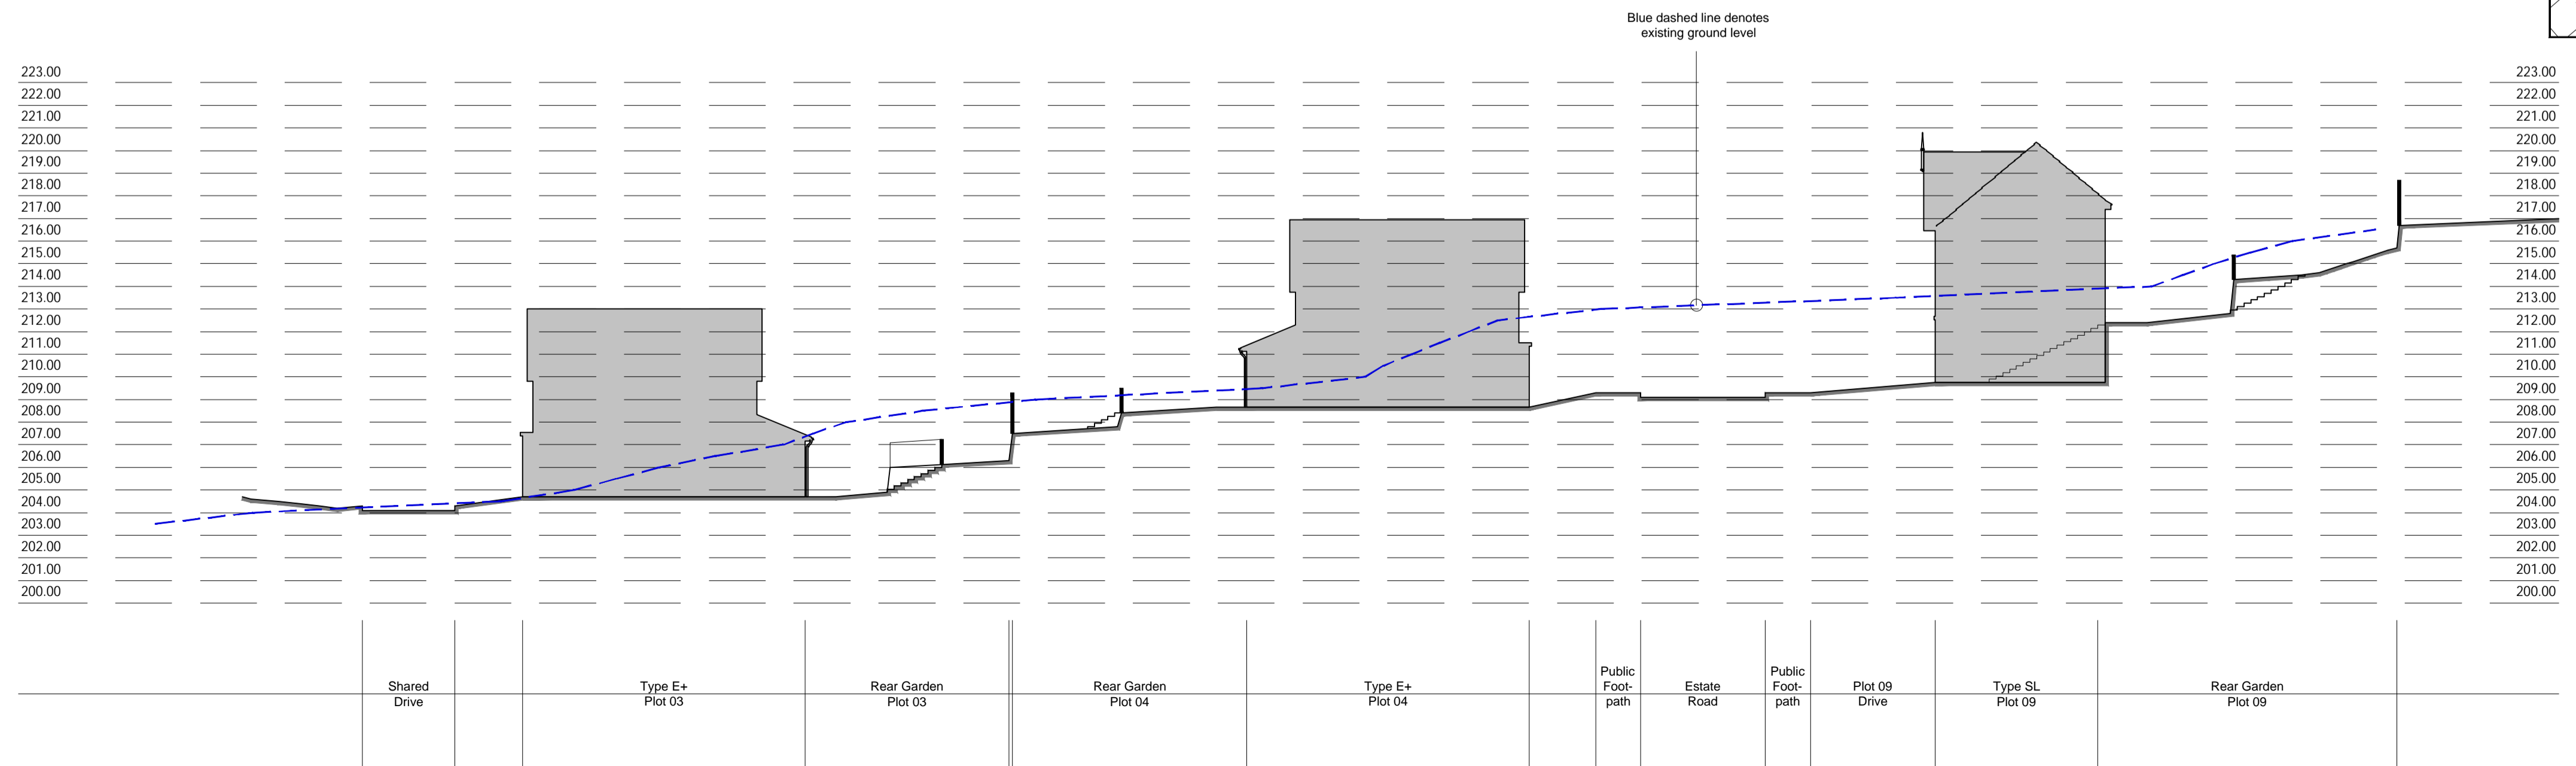 Blue dashed line denotes
existing ground level
223.00 223.00
222.00 222.00
221.00 221.00
220.00 220.00
219.00 219.00
218.00 218.00
217.00 217.00
216.00 216.00
215.00 215.00
214.00 214.00
213.00 213.00
212.00 212.00
211.00 211.00
210.00 210.00
209.00 209.00
208.00 208.00
207.00 207.00
206.00 206.00
205.00 205.00
204.00 204.00
203.00 203.00
202.00 202.00
201.00 201.00
200.00 200.00
Shared
Drive
Type E+
Plot 03
Rear Garden
Plot 03
Rear Garden
Plot 04
Type E+
Plot 04
Public
Foot-
path
Estate
Road
Public
Foot-
path
Plot 09
Drive
Type SL
Plot 09
Rear Garden
Plot 09